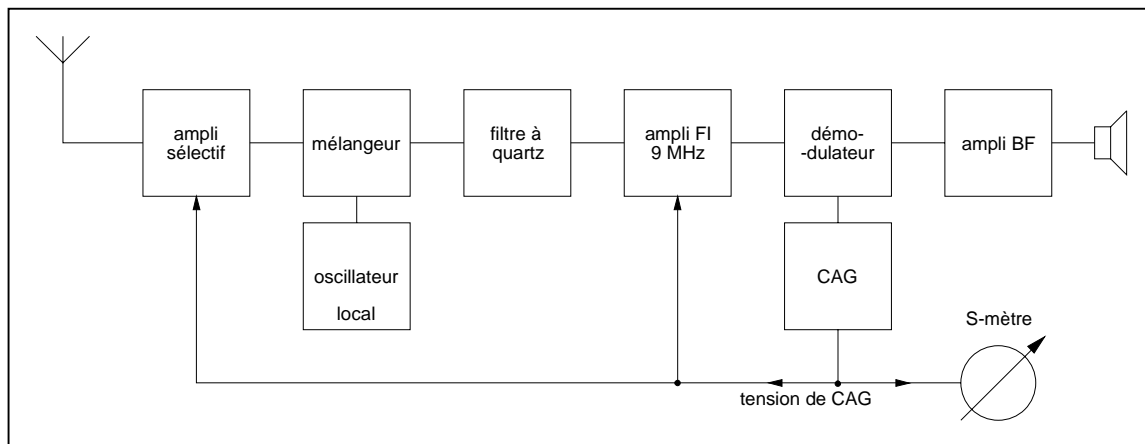 ampli
sélectif
mélangeur
filtre à
quartz
ampli FI
9 MHz
démo-
-dulateur
ampli BF
oscillateur
local
CAG
S-mètre
tension de CAG